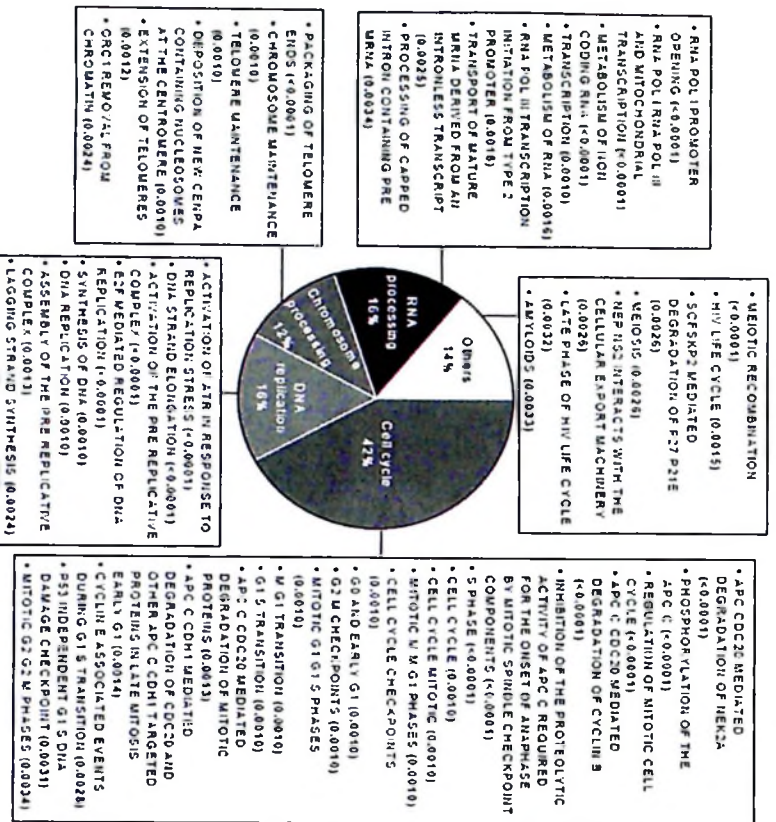 • RNA POL I PROMOTER
OPENING (<0.0001)
• RNA POL I RNA POL III
AND MITOCHONDRIAL
TRANSCRIPTION (<0.0001)
• METABOLISM OF NON
CODING RNA (<0.0001)
• TRANSCRIPTION (0.0010)
• METABOLISM OF RNA (0.0016)
• RNA POL III TRANSCRIPTION
INITIATION FROM TYPE 2
PROMOTER (0.0018)
• TRANSPORT OF MATURE
MRNA DERIVED FROM AN
INTRONLESS TRANSCRIPT
(0.0025)
• PROCESSING OF CAPPED
INTRON CONTAINING PRE
MRNA (0.0034)
• MEIOTIC RECOMBINATION
(<0.0001)
• HIV LIFE CYCLE (0.0015)
• SCFSKP2 MEDIATED
DEGRADATION OF P27 P21E
(0.0026)
• MEIOSIS (0.0026)
• NEP NS2 INTERACTS WITH THE
CELLULAR EXPORT MACHINERY
(0.0026)
• LATE PHASE OF HIV LIFE CYCLE
(0.0032)
• AMYLOIDS (0.0033)
• APC CDC20 MEDIATED
DEGRADATION OF NEK2A
(<0.0001)
• PHOSPHORYLATION OF THE
APC C (<0.0001)
• REGULATION OF MITOTIC CELL
CYCLE (<0.0001)
• APC C CDC20 MEDIATED
DEGRADATION OF CYCLIN B
(<0.0001)
• INHIBITION OF THE PROTEOLYTIC
ACTIVITY OF APC C REQUIRED
FOR THE ONSET OF ANAPHASE
BY MITOTIC SPINDLE CHECKPOINT
COMPONENTS (<0.0001)
• S PHASE (<0.0001)
• CELL CYCLE (0.0010)
• CELL CYCLE MITOTIC (0.0010)
• MITOTIC M M G1 PHASES (0.0010)
• CELL CYCLE CHECKPOINTS
(0.0010)
• G0 AND EARLY G1 (0.0010)
• G2 M CHECKPOINTS (0.0010)
• MITOTIC G1 G1 S PHASES
(0.0010)
• M G1 TRANSITION (0.0010)
• G1 S TRANSITION (0.0010)
• APC C CDC20 MEDIATED
DEGRADATION OF MITOTIC
PROTEINS (0.0013)
• APC C CDH1 MEDIATED
DEGRADATION OF CDC20 AND
OTHER APC C CDH1 TARGETED
PROTEINS IN LATE MITOSIS
EARLY G1 (0.0014)
• CYCLIN E ASSOCIATED EVENTS
DURING G1 S TRANSITION (0.0028)
• P53 INDEPENDENT G1 S DNA
DAMAGE CHECKPOINT (0.0031)
• MITOTIC G2 G2 M PHASES (0.0034)
• PACKAGING OF TELOMERE
ENDS (<0.0001)
• CHROMOSOME MAINTENANCE
(0.0010)
• TELOMERE MAINTENANCE
(0.0010)
• DEPOSITION OF NEW CENPA
CONTAINING NUCLEOSOMES
AT THE CENTROMERE (0.0010)
• EXTENSION OF TELOMERES
(0.0012)
• ORC1 REMOVAL FROM
CHROMATIN (0.0024)
• ACTIVATION OF ATR IN RESPONSE TO
REPLICATION STRESS (<0.0001)
• DNA STRAND ELONGATION (<0.0001)
• ACTIVATION OF THE PRE REPLICATIVE
COMPLEX (<0.0001)
• E2F MEDIATED REGULATION OF DNA
REPLICATION (<0.0001)
• SYNTHESIS OF DNA (0.0010)
• DNA REPLICATION (0.0010)
• ASSEMBLY OF THE PRE REPLICATIVE
COMPLEX (0.0013)
• LAGGING STRAND SYNTHESIS (0.0024)
Others
14%
RNA
processing
16%
Chromosome
processing
12%
DNA
replication
16%
Cell cycle
42%